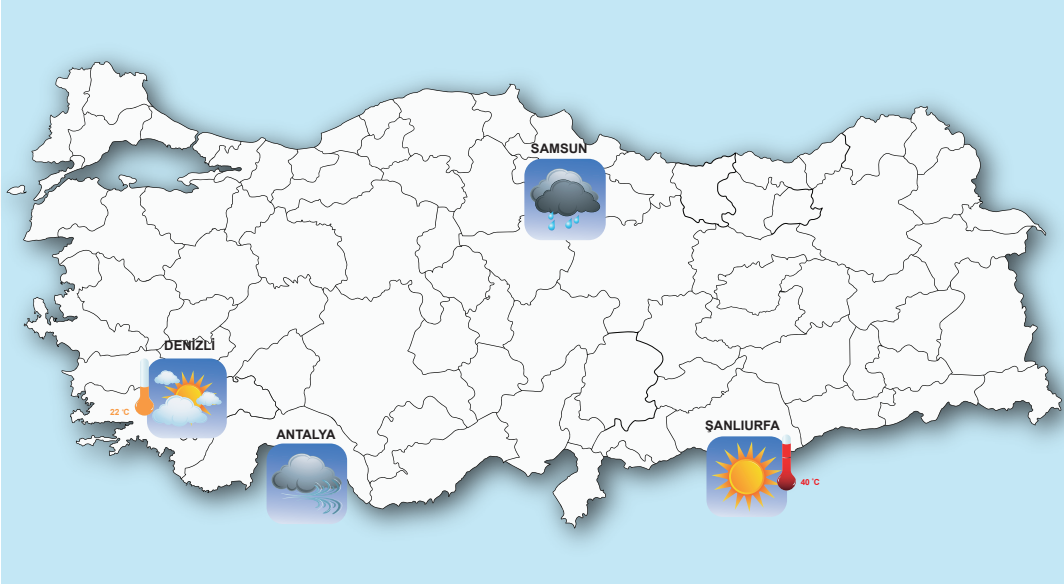 SAMSUN
DENİZLİ
22 °C
ANTALYA
ŞANLIURFA
40 °C